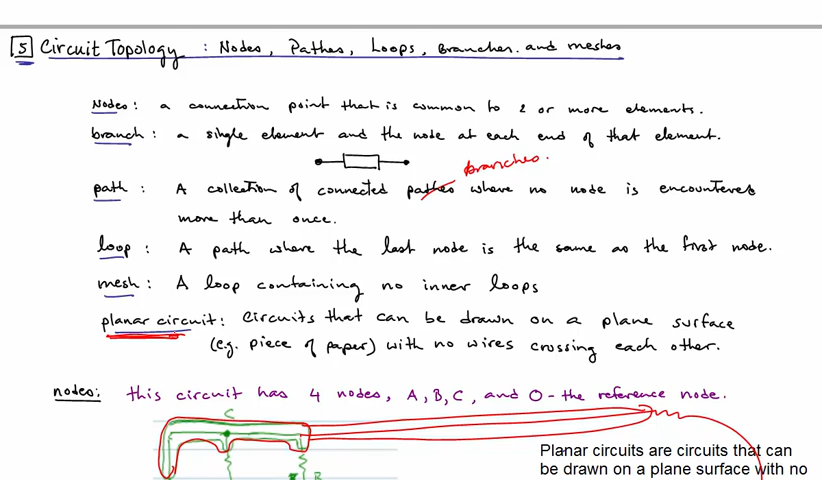 5 Circuit Topology : Nodes, Pathes, Loops, Branches. and meshes
Nodes: a connection point that is common to 2 or more elements.
branch: a single element and the node at each end of that element.
branches.
path: A collection of connected pathes where no node is encountered
more than once.
loop: A path where the last node is the same as the first node.
mesh: A loop containing no inner loops
planar circuit: Circuits that can be drawn on a plane surface
(e.g. piece of paper) with no wires crossing each other.
nodes: this circuit has 4 nodes, A, B, C, and O - the reference node.
C
Planar circuits are circuits that can
be drawn on a plane surface with no
R